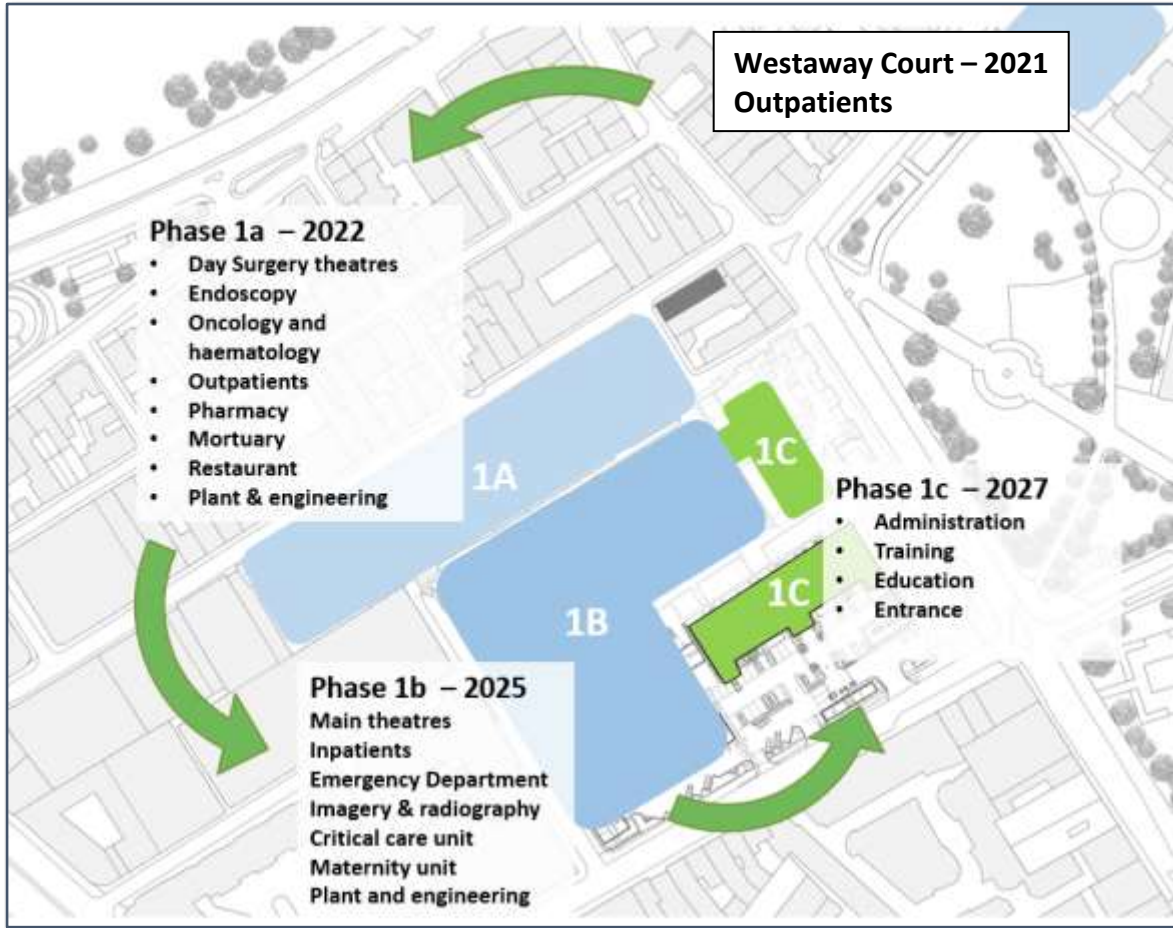 Westaway Court – 2021
Outpatients
Phase 1a – 2022
• Day Surgery theatres
• Endoscopy
• Oncology and
haematology
• Outpatients
• Pharmacy
• Mortuary
• Restaurant
• Plant & engineering
1A
1C
Phase 1c – 2027
• Administration
• Training
• Education
• Entrance
1C
1B
Phase 1b – 2025
Main theatres
Inpatients
Emergency Department
Imagery & radiography
Critical care unit
Maternity unit
Plant and engineering